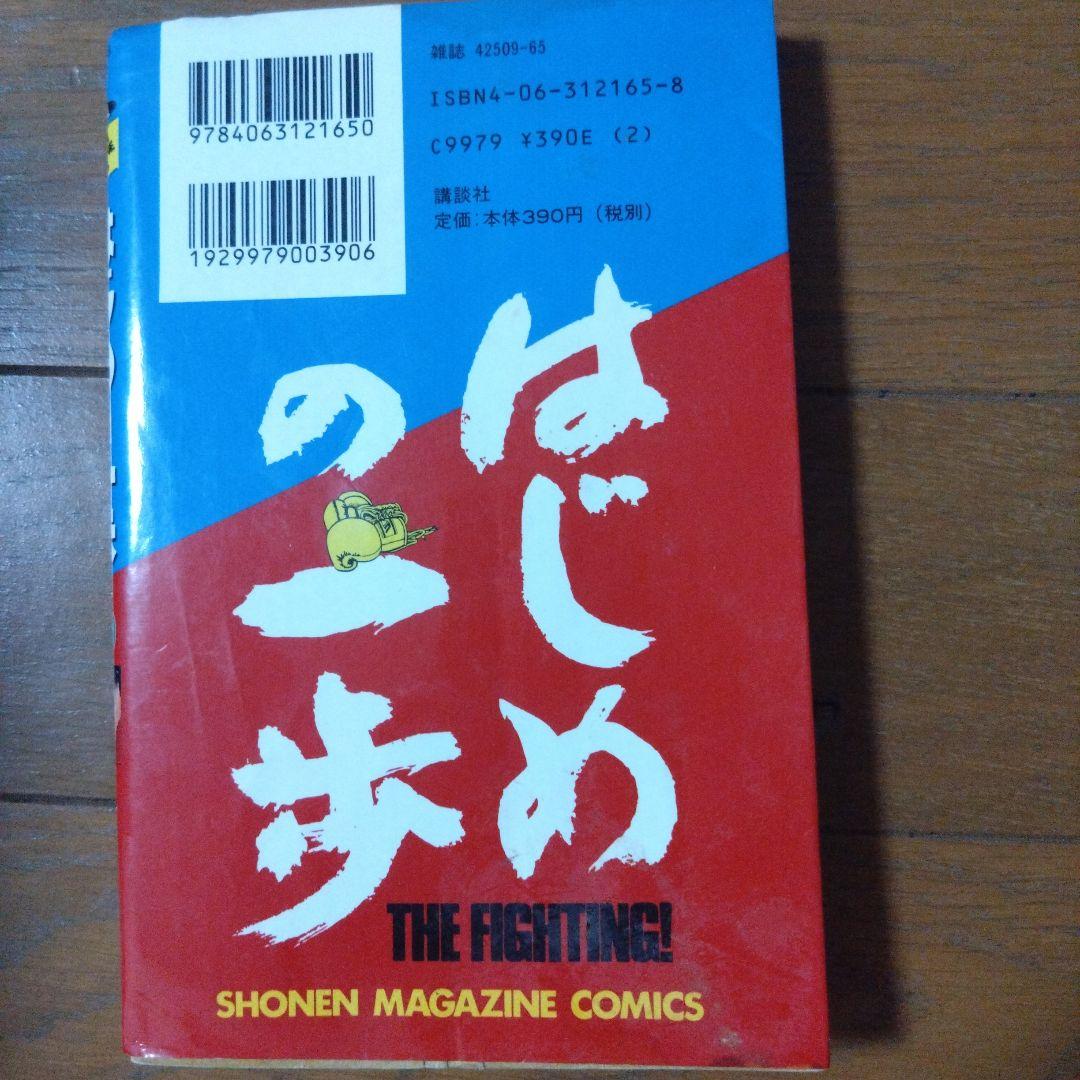 雑誌 42509-65
ISBN4-06-312165-8
9784063121650
C9979 ¥390E (2)
講談社
定価:本体390円(税別)
1929979003906
はじめ
の一歩
THE FIGHTING!
SHONEN MAGAZINE COMICS